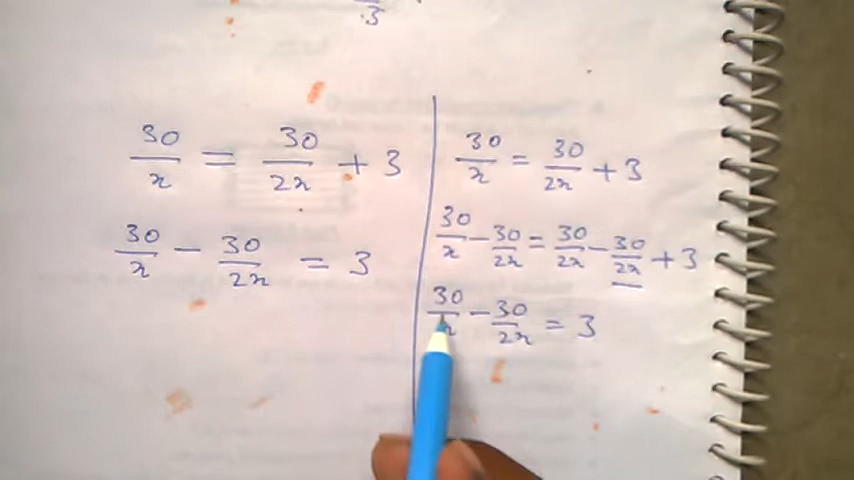 3
30/x = 30/2x + 3
30/x - 30/2x = 3
30/x = 30/2x + 3
30/x - 30/2x = 30/2x - 30/2x + 3
30/x - 30/2x = 3